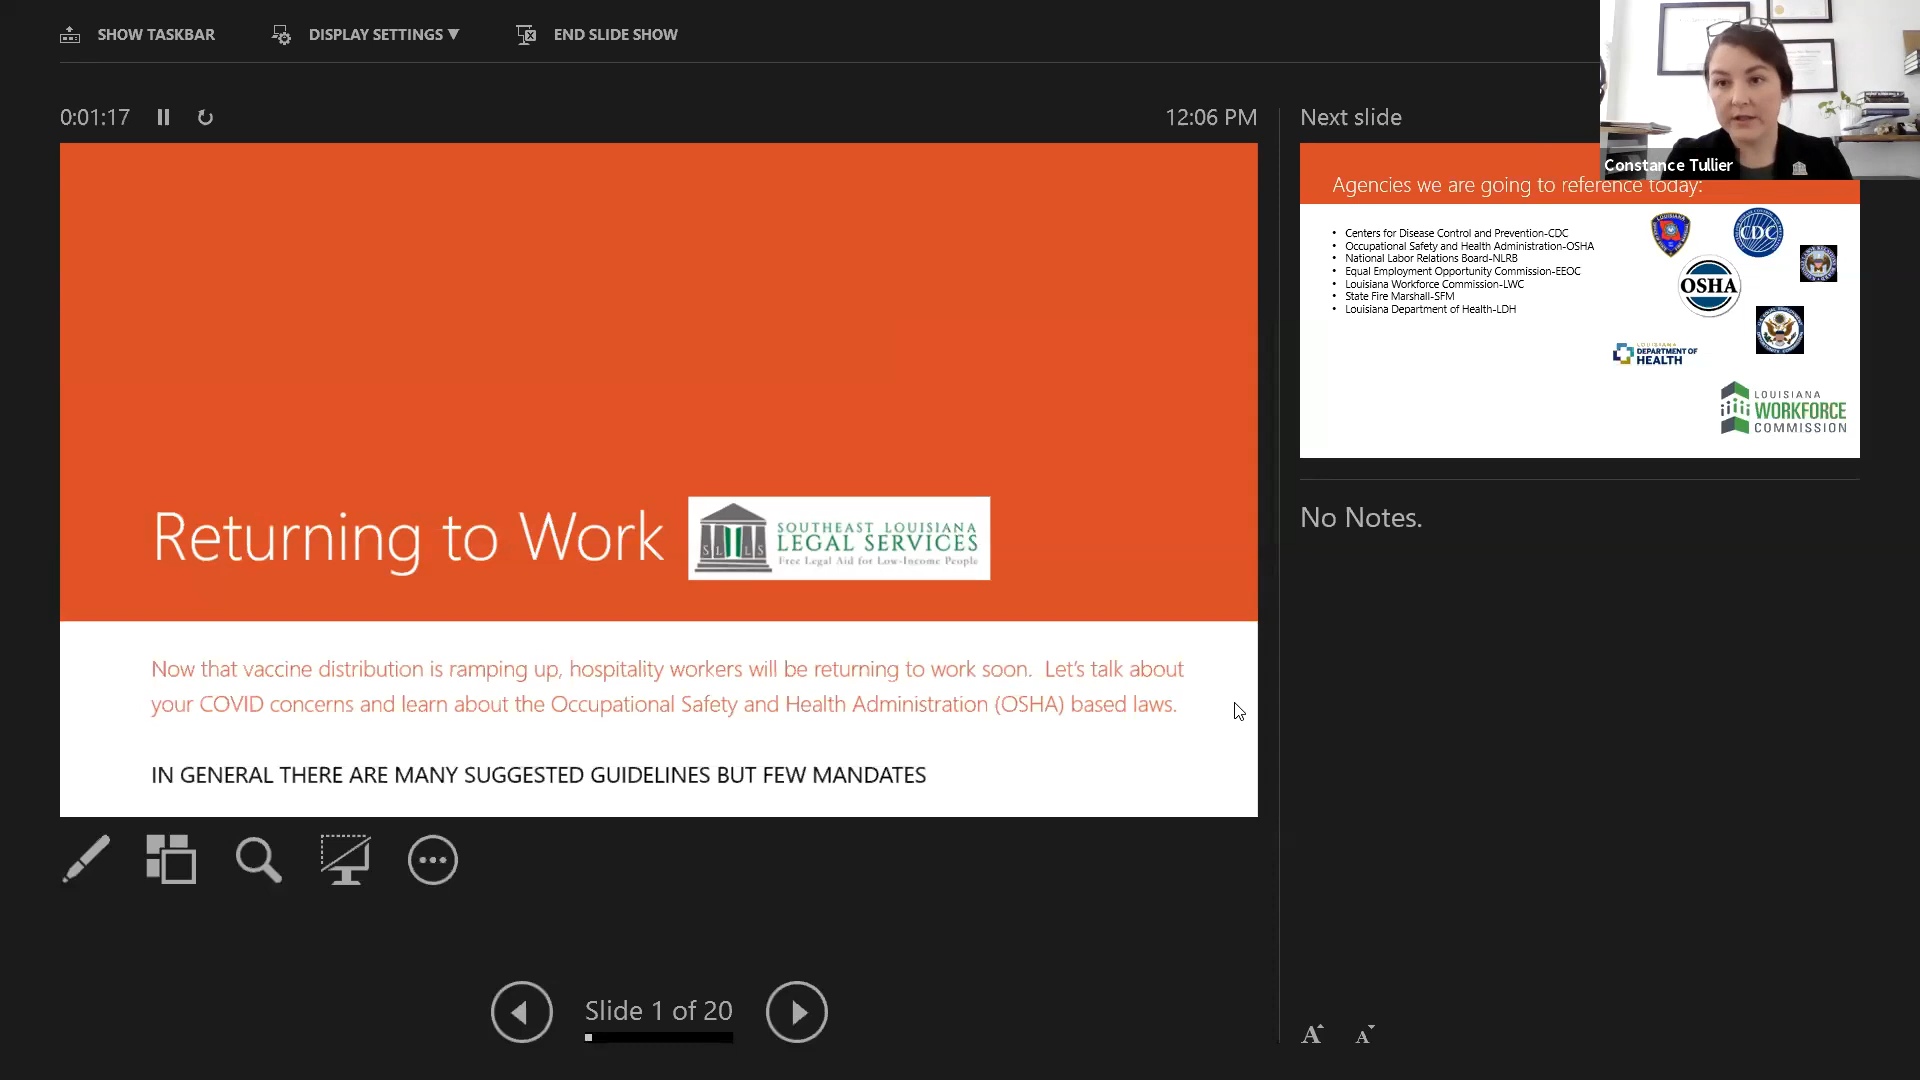 SHOW TASKBAR
DISPLAY SETTINGS ▼
END SLIDE SHOW
0:01:17
12:06 PM
Next slide
Constance Tullier
Returning to Work
SLLS
SOUTHEAST LOUISIANA
LEGAL SERVICES
Free Legal Aid for Low-Income People
Now that vaccine distribution is ramping up, hospitality workers will be returning to work soon.  Let's talk about
your COVID concerns and learn about the Occupational Safety and Health Administration (OSHA) based laws.
IN GENERAL THERE ARE MANY SUGGESTED GUIDELINES BUT FEW MANDATES
Agencies we are going to reference today:
• Centers for Disease Control and Prevention-CDC
• Occupational Safety and Health Administration-OSHA
• National Labor Relations Board-NLRB
• Equal Employment Opportunity Commission-EEOC
• Louisiana Workforce Commission-LWC
• State Fire Marshall-SFM
• Louisiana Department of Health-LDH
LOUISIANA
CDC
OSHA
LOUISIANA
DEPARTMENT OF
HEALTH
LOUISIANA
WORKFORCE
COMMISSION
No Notes.
Slide 1 of 20
A
A